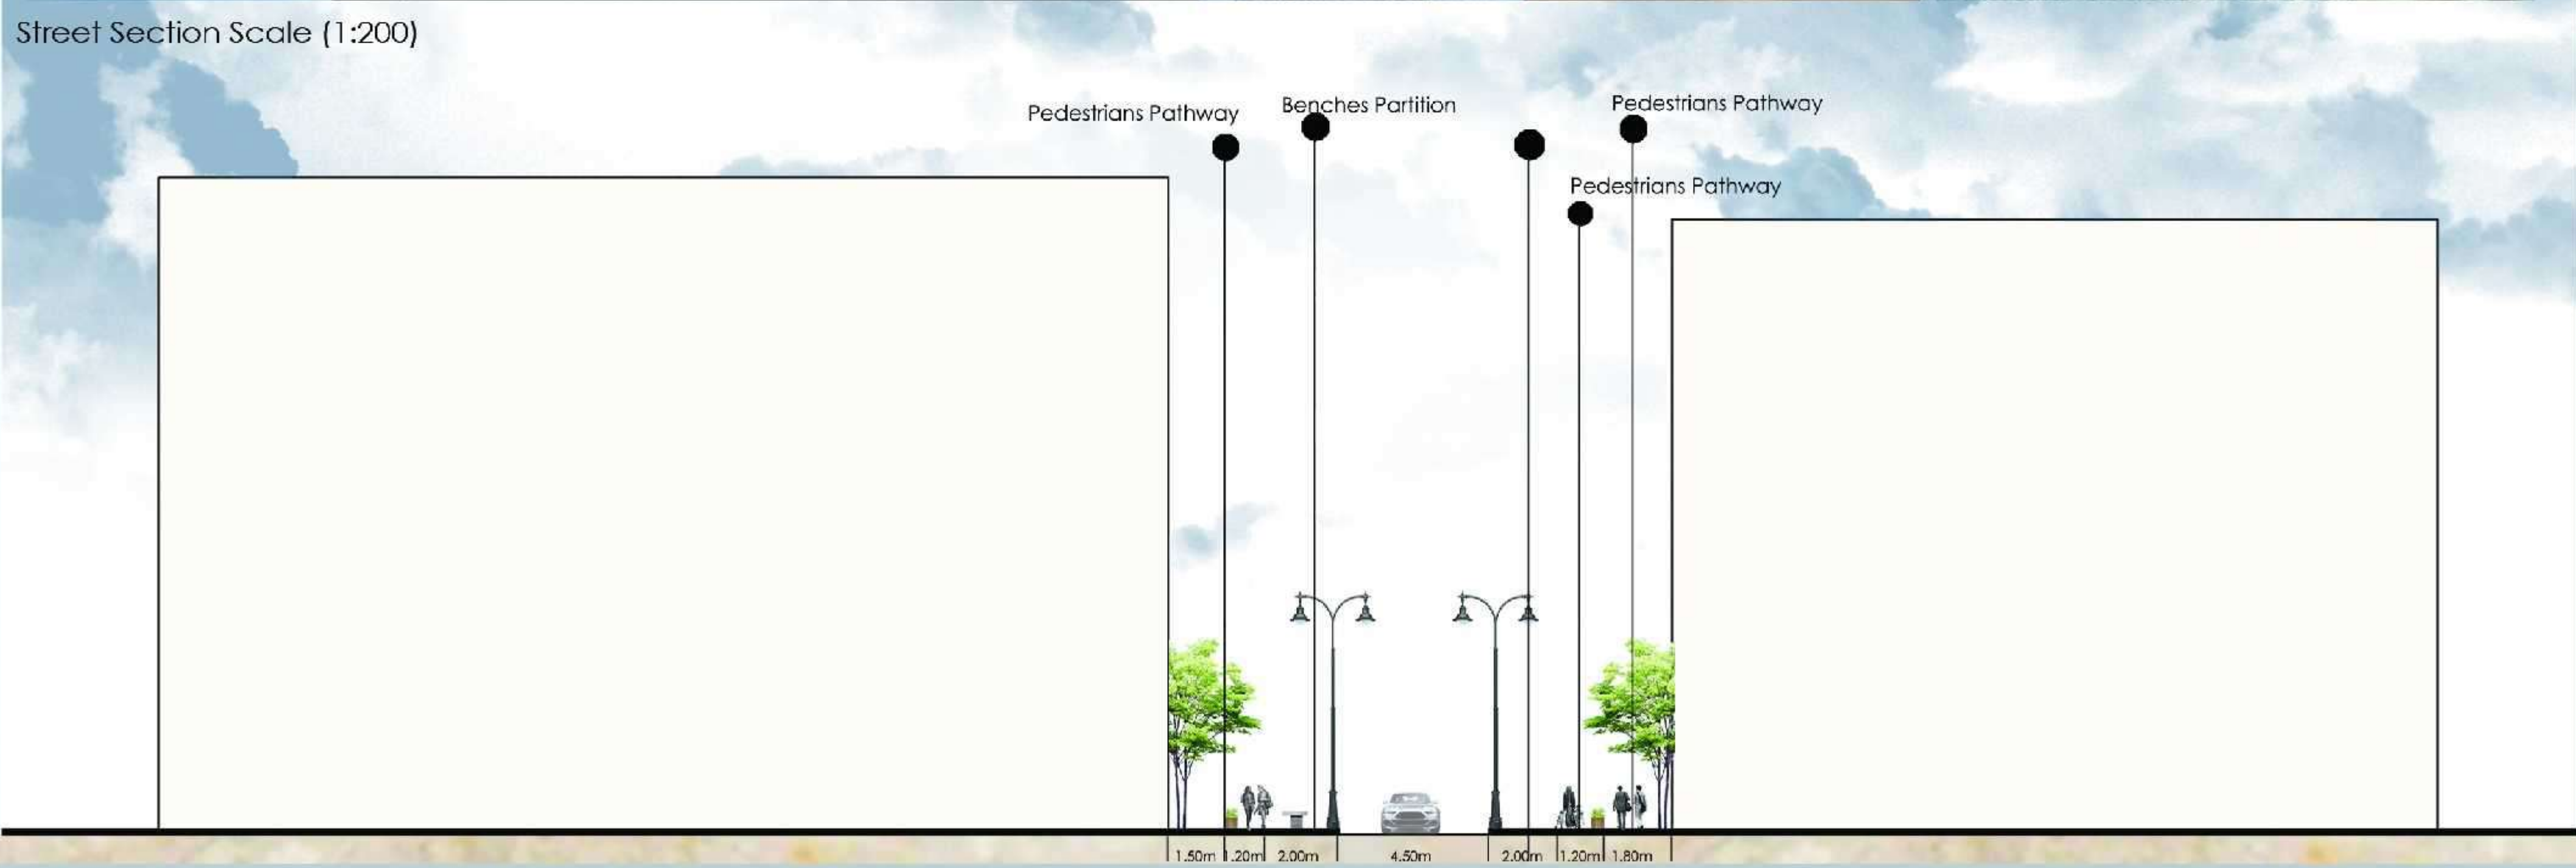 Street Section Scale (1:200)
Pedestrians Pathway
Benches Partition
Pedestrians Pathway
Pedestrians Pathway
1.50m 1.20m 2.00m 4.50m 2.00m 1.20m 1.80m